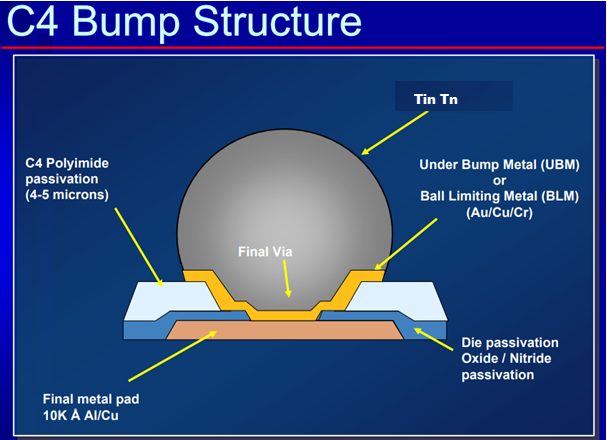 C4 Bump Structure
Tin Tn
C4 Polyimide
passivation
(4-5 microns)
Under Bump Metal (UBM)
or
Ball Limiting Metal (BLM)
(Au/Cu/Cr)
Final Via
Die passivation
Oxide / Nitride
passivation
Final metal pad
10K Å Al/Cu